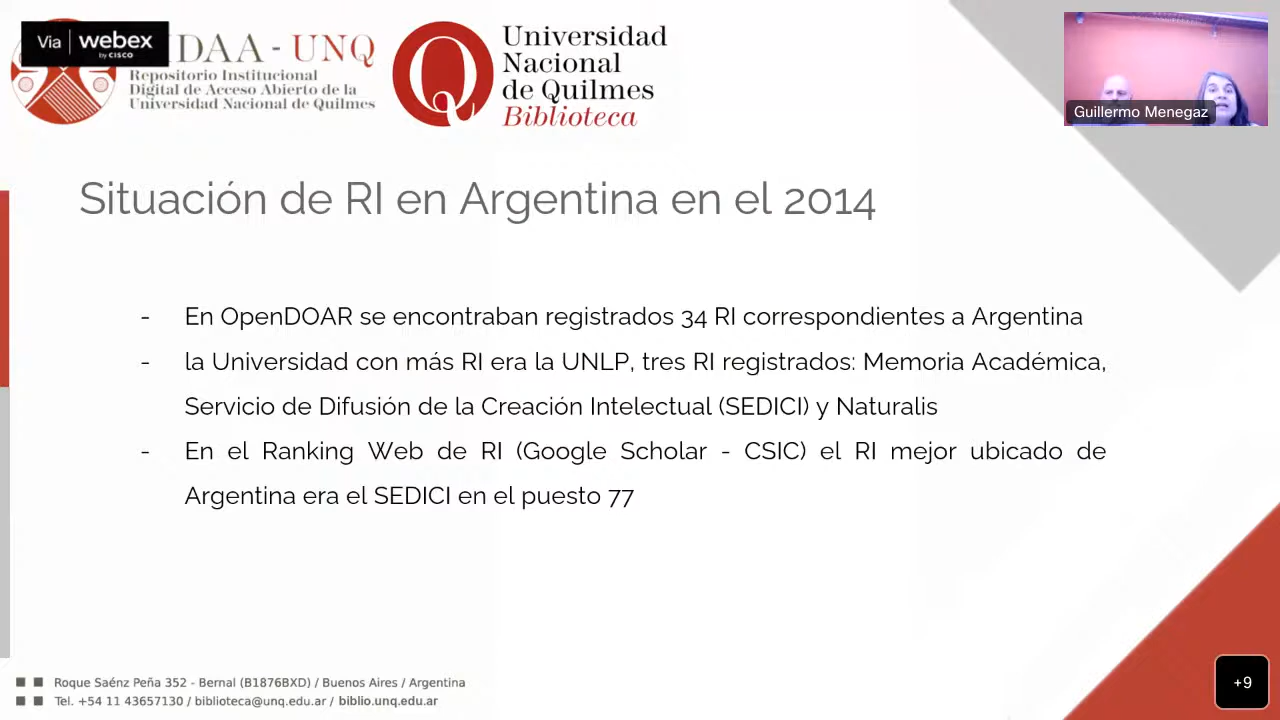 Via webex
by CISCO
DAA - UNQ
Repositorio Institucional
Digital de Acceso Abierto de la
Universidad Nacional de Quilmes
Universidad
Nacional
de Quilmes
Biblioteca
Guillermo Menegaz
Situación de RI en Argentina en el 2014
- En OpenDOAR se encontraban registrados 34 RI correspondientes a Argentina
- la Universidad con más RI era la UNLP, tres RI registrados: Memoria Académica,
Servicio de Difusión de la Creación Intelectual (SEDICI) y Naturalis
- En el Ranking Web de RI (Google Scholar - CSIC) el RI mejor ubicado de
Argentina era el SEDICI en el puesto 77
Roque Saénz Peña 352 - Bernal (B1876BXD) / Buenos Aires / Argentina
Tel. +54 11 43657130 / biblioteca@unq.edu.ar / biblio.unq.edu.ar
+9